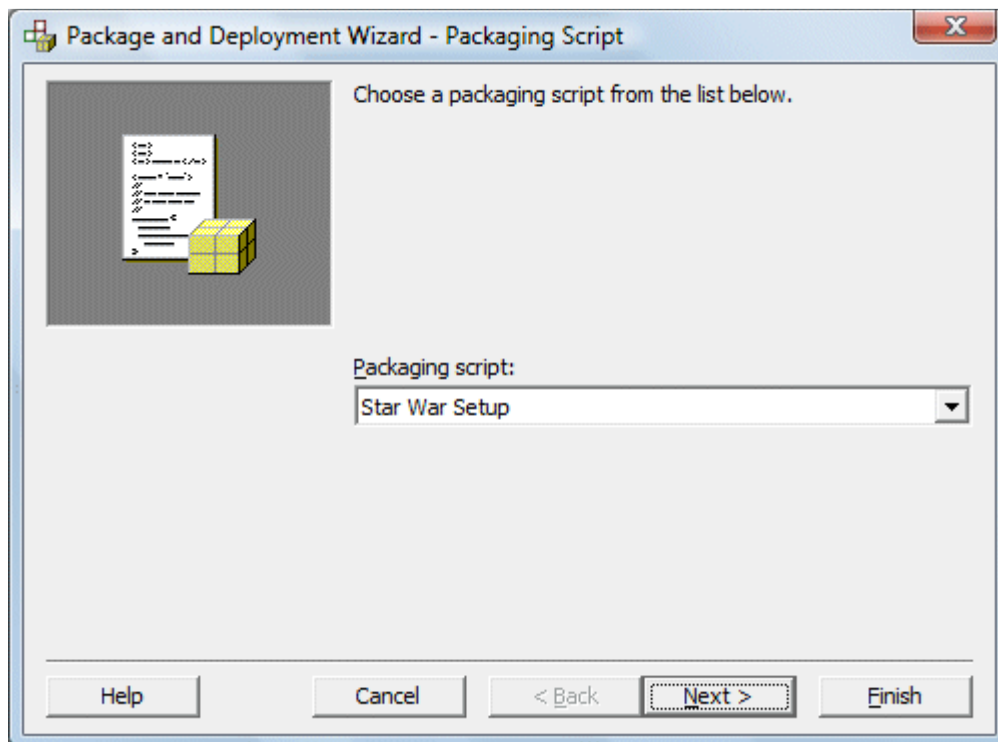 Package and Deployment Wizard - Packaging Script
Choose a packaging script from the list below.
Packaging script:
Star War Setup
Help
Cancel
< Back
Next >
Finish